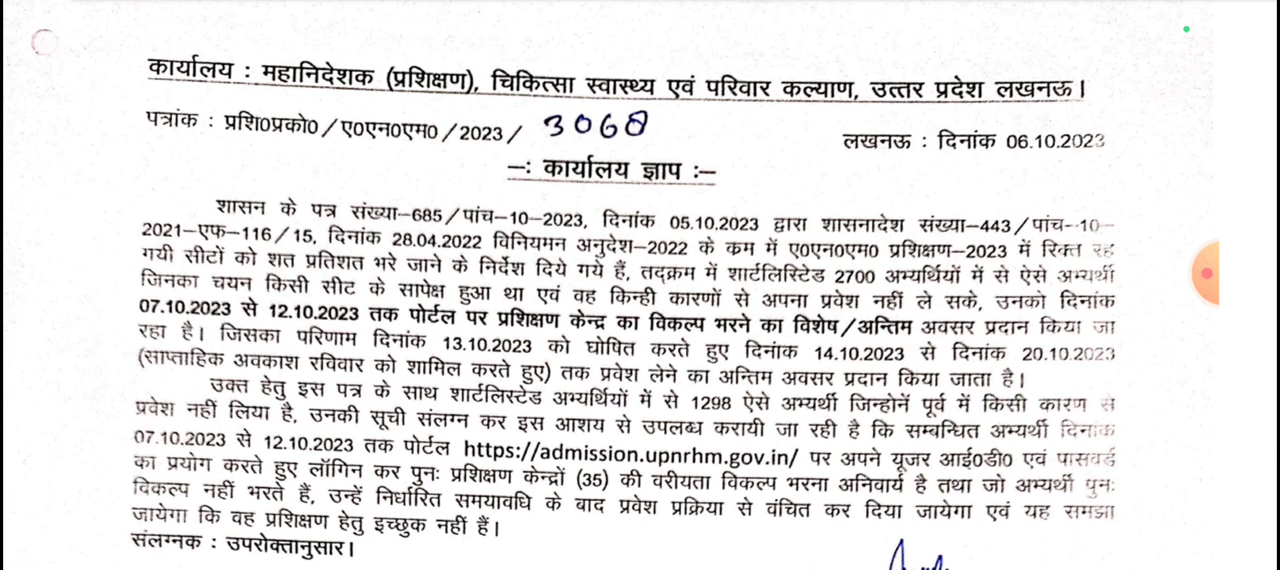 कार्यालय : महानिदेशक (प्रशिक्षण), चिकित्सा स्वास्थ्य एवं परिवार कल्याण, उत्तर प्रदेश लखनऊ।
पत्रांक : प्रशि0प्रको0/ए0एन0एम0/2023/ 3068
लखनऊ : दिनांक 06.10.2023
–: कार्यालय ज्ञाप :–
शासन के पत्र संख्या–685/पांच–10–2023, दिनांक 05.10.2023 द्वारा शासनादेश संख्या–443/पांच–10–
2021–एफ–116/15, दिनांक 28.04.2022 विनियमन अनुदेश–2022 के कम में ए0एन0एम0 प्रशिक्षण–2023 में रिक्त रह
गयी सीटों को शत प्रतिशत भरे जाने के निर्देश दिये गये हैं, तद्क्रम में शार्टलिस्टिेड 2700 अभ्यर्थियों में से ऐसे अभ्यर्थी
जिनका चयन किसी सीट के सापेक्ष हुआ था एवं वह किन्ही कारणों से अपना प्रवेश नहीं ले सके, उनको दिनांक
07.10.2023 से 12.10.2023 तक पोर्टल पर प्रशिक्षण केन्द्र का विकल्प भरने का विशेष/अन्तिम अवसर प्रदान किया जा
रहा है। जिसका परिणाम दिनांक 13.10.2023 को घोषित करते हुए दिनांक 14.10.2023 से दिनांक 20.10.2023
(साप्ताहिक अवकाश रविवार को शामिल करते हुए) तक प्रवेश लेने का अन्तिम अवसर प्रदान किया जाता है।
उक्त हेतु इस पत्र के साथ शार्टलिस्टेड अभ्यर्थियों में से 1298 ऐसे अभ्यर्थी जिन्होनें पूर्व में किसी कारण से
प्रवेश नहीं लिया है, उनकी सूची संलग्न कर इस आशय से उपलब्ध करायी जा रही है कि सम्बन्धित अभ्यर्थी दिनांक
07.10.2023 से 12.10.2023 तक पोर्टल https://admission.upnrhm.gov.in/ पर अपने यूजर आई0डी0 एवं पासवर्ड
का प्रयोग करते हुए लॉगिन कर पुनः प्रशिक्षण केन्द्रों (35) की वरीयता विकल्प भरना अनिवार्य है तथा जो अभ्यर्थी पुनः
विकल्प नहीं भरते हैं, उन्हें निर्धारित समयावधि के बाद प्रवेश प्रक्रिया से वंचित कर दिया जायेगा एवं यह समझा
जायेगा कि वह प्रशिक्षण हेतु इच्छुक नहीं हैं।
संलग्नक : उपरोक्तानुसार।